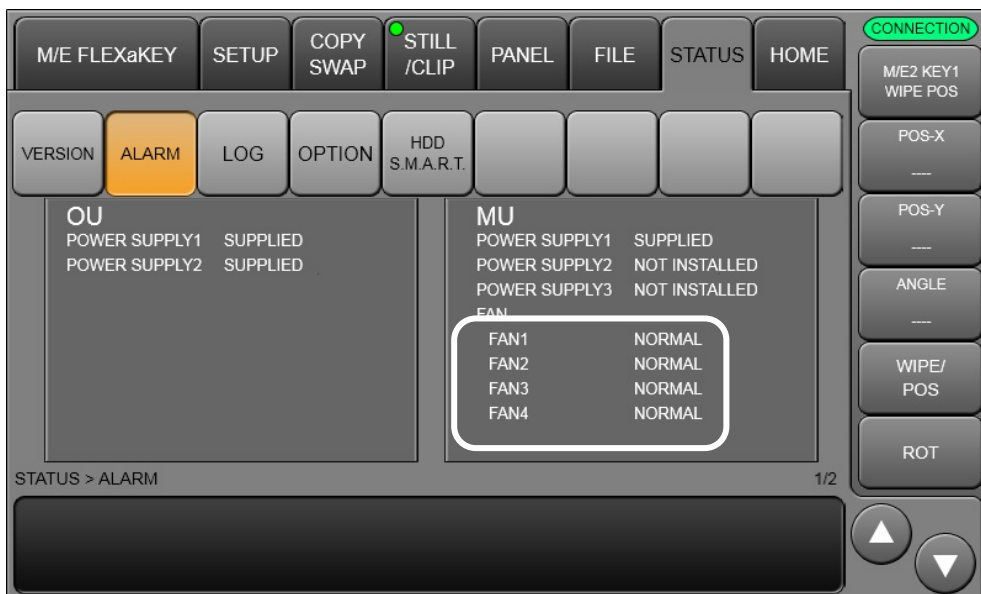 M/E FLEXaKEY
SETUP
COPY
SWAP
STILL
/CLIP
PANEL
FILE
STATUS
HOME
CONNECTION
VERSION
ALARM
LOG
OPTION
HDD
S.M.A.R.T.
M/E2 KEY1
WIPE POS
POS-X
----
POS-Y
----
ANGLE
----
WIPE/
POS
ROT
OU
POWER SUPPLY1 SUPPLIED
POWER SUPPLY2 SUPPLIED
MU
POWER SUPPLY1 SUPPLIED
POWER SUPPLY2 NOT INSTALLED
POWER SUPPLY3 NOT INSTALLED
FAN
FAN1 NORMAL
FAN2 NORMAL
FAN3 NORMAL
FAN4 NORMAL
STATUS > ALARM
1/2